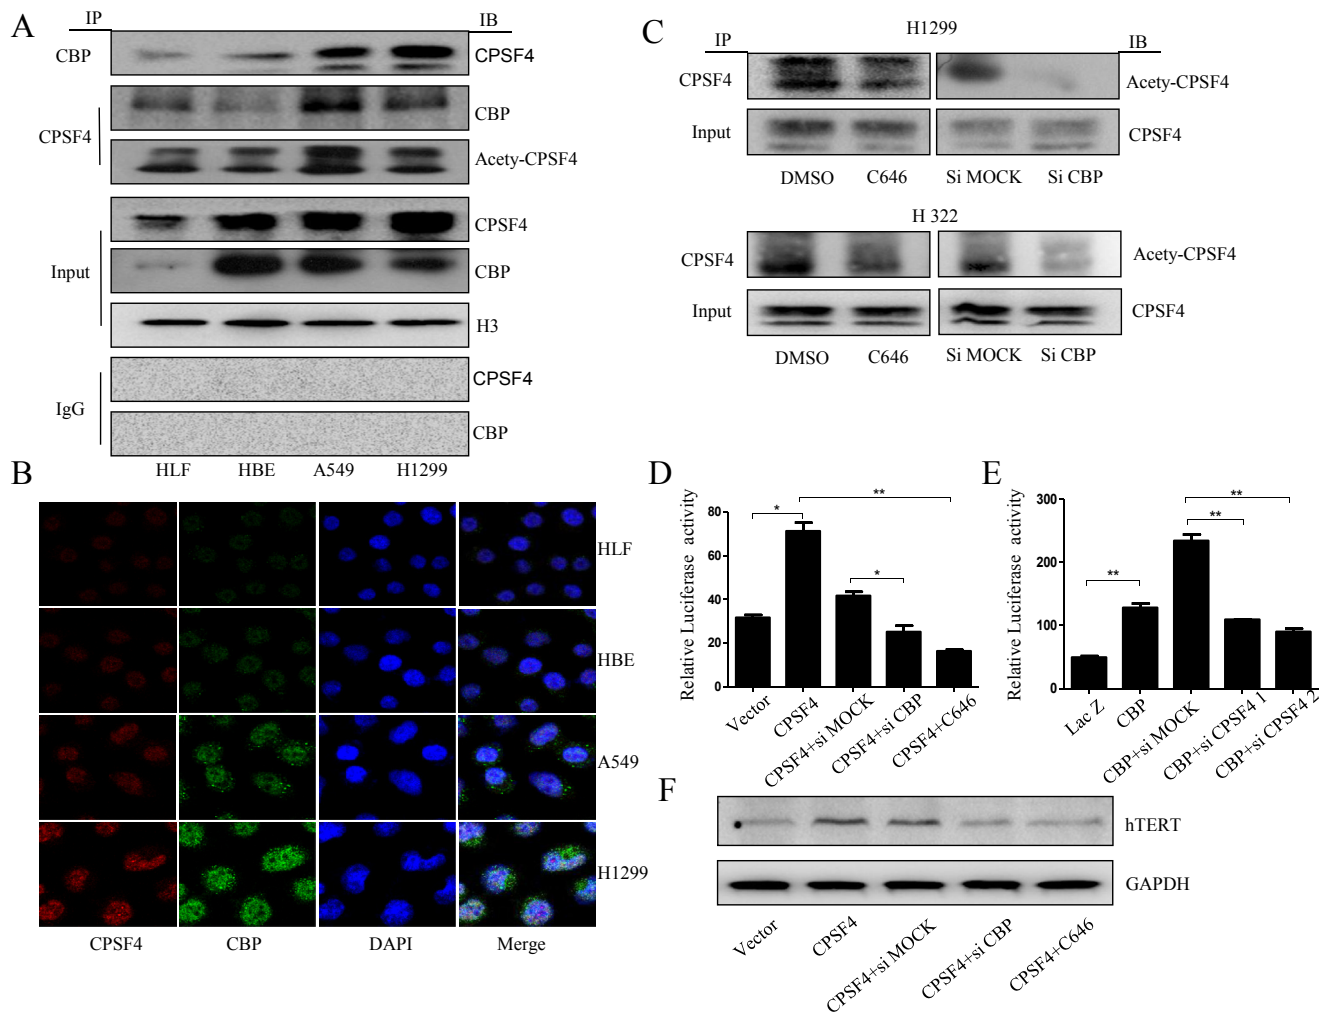 A
IP
IB
CBP
CPSF4
CPSF4
CBP
Acety-CPSF4
Input
CPSF4
CBP
H3
IgG
CPSF4
CBP
HLF HBE A549 H1299
B
HLF
HBE
A549
H1299
CPSF4 CBP DAPI Merge
C
H1299
IP
IB
CPSF4
Acety-CPSF4
Input
CPSF4
DMSO C646 Si MOCK Si CBP
H 322
CPSF4
Acety-CPSF4
Input
CPSF4
DMSO C646 Si MOCK Si CBP
D
Relative Luciferase activity
80
60
40
20
0
*
**
*
Vector
CPSF4
CPSF4+si MOCK
CPSF4+si CBP
CPSF4+C646
E
Relative Luciferase activity
300
200
100
0
**
**
**
Lac Z
CBP
CBP+si MOCK
CBP+si CPSF4 1
CBP+si CPSF4 2
F
hTERT
GAPDH
Vector
CPSF4
CPSF4+si MOCK
CPSF4+si CBP
CPSF4+C646